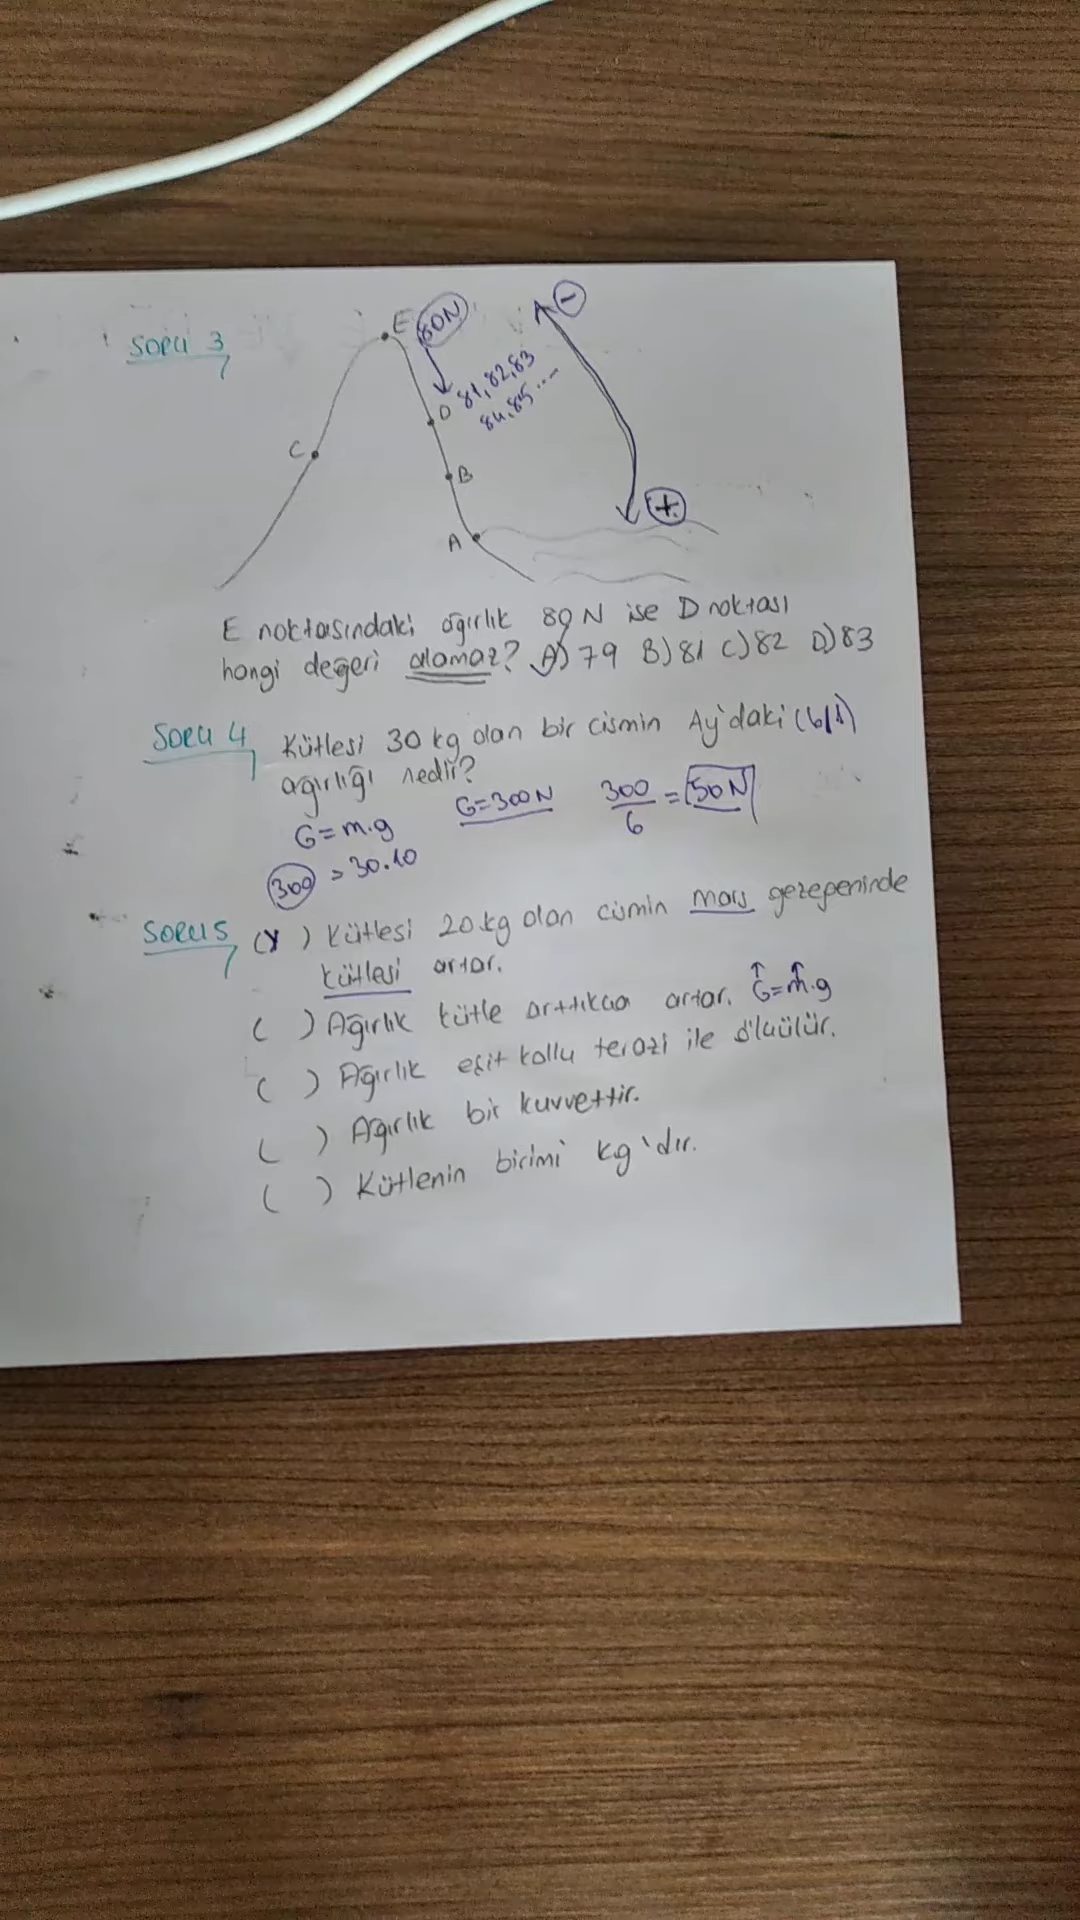 SORU 3
E 80N
-
D 81, 82, 83
84, 85 ....
C
B
+
A
E noktasındaki ağırlık 80 N ise D noktası
hangi değeri alamaz? A) 79 B) 81 C) 82 D) 83
SORU 4 Kütlesi 30 kg olan bir cismin Ay'daki (6/1)
ağırlığı nedir?
G = m.g G = 300 N 300/6 = 50 N
300 = 30.10
SORU 5 (Y ) Kütlesi 20 kg olan cismin Mars gezegeninde
kütlesi artar.
( ) Ağırlık kütle arttıkça artar. ↑G = ↑m.g
( ) Ağırlık eşit kollu terazi ile ölçülür.
( ) Ağırlık bir kuvvettir.
( ) Kütlenin birimi kg'dır.